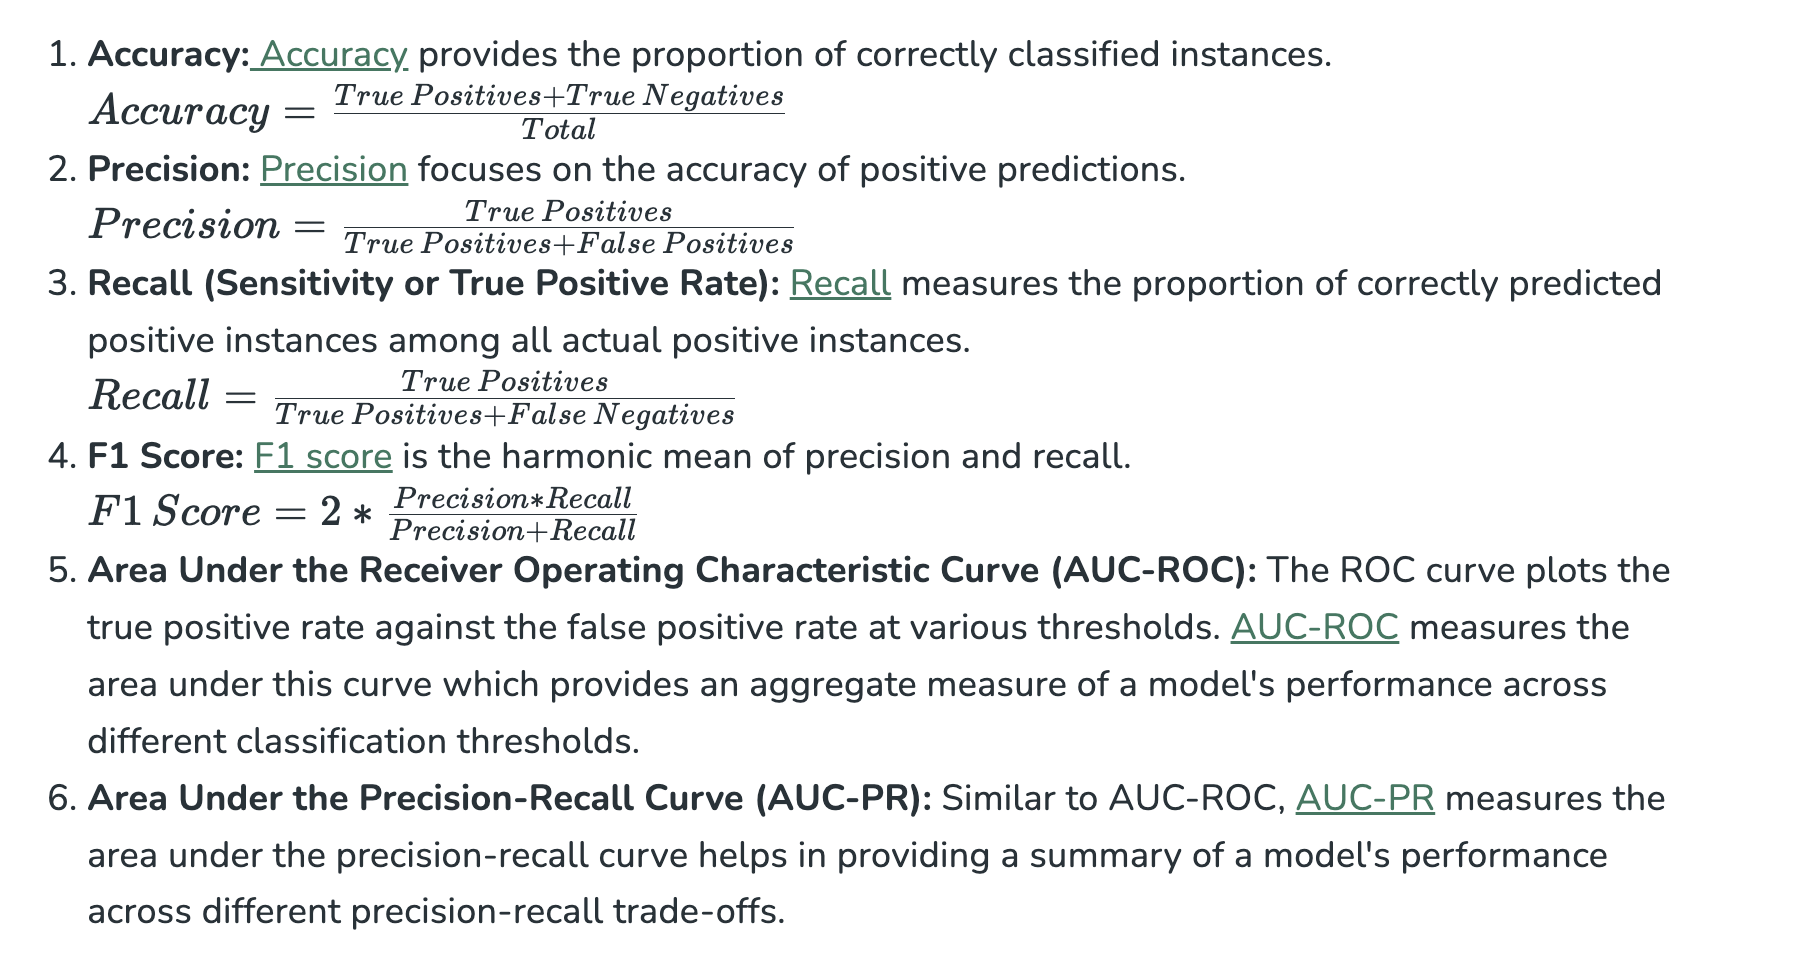 1. Accuracy: Accuracy provides the proportion of correctly classified instances.
Accuracy = \frac{True Positives+True Negatives}{Total}
2. Precision: Precision focuses on the accuracy of positive predictions.
Precision = \frac{True Positives}{True Positives+False Positives}
3. Recall (Sensitivity or True Positive Rate): Recall measures the proportion of correctly predicted
positive instances among all actual positive instances.
Recall = \frac{True Positives}{True Positives+False Negatives}
4. F1 Score: F1 score is the harmonic mean of precision and recall.
F1 Score = 2 * \frac{Precision*Recall}{Precision+Recall}
5. Area Under the Receiver Operating Characteristic Curve (AUC-ROC): The ROC curve plots the
true positive rate against the false positive rate at various thresholds. AUC-ROC measures the
area under this curve which provides an aggregate measure of a model's performance across
different classification thresholds.
6. Area Under the Precision-Recall Curve (AUC-PR): Similar to AUC-ROC, AUC-PR measures the
area under the precision-recall curve helps in providing a summary of a model's performance
across different precision-recall trade-offs.